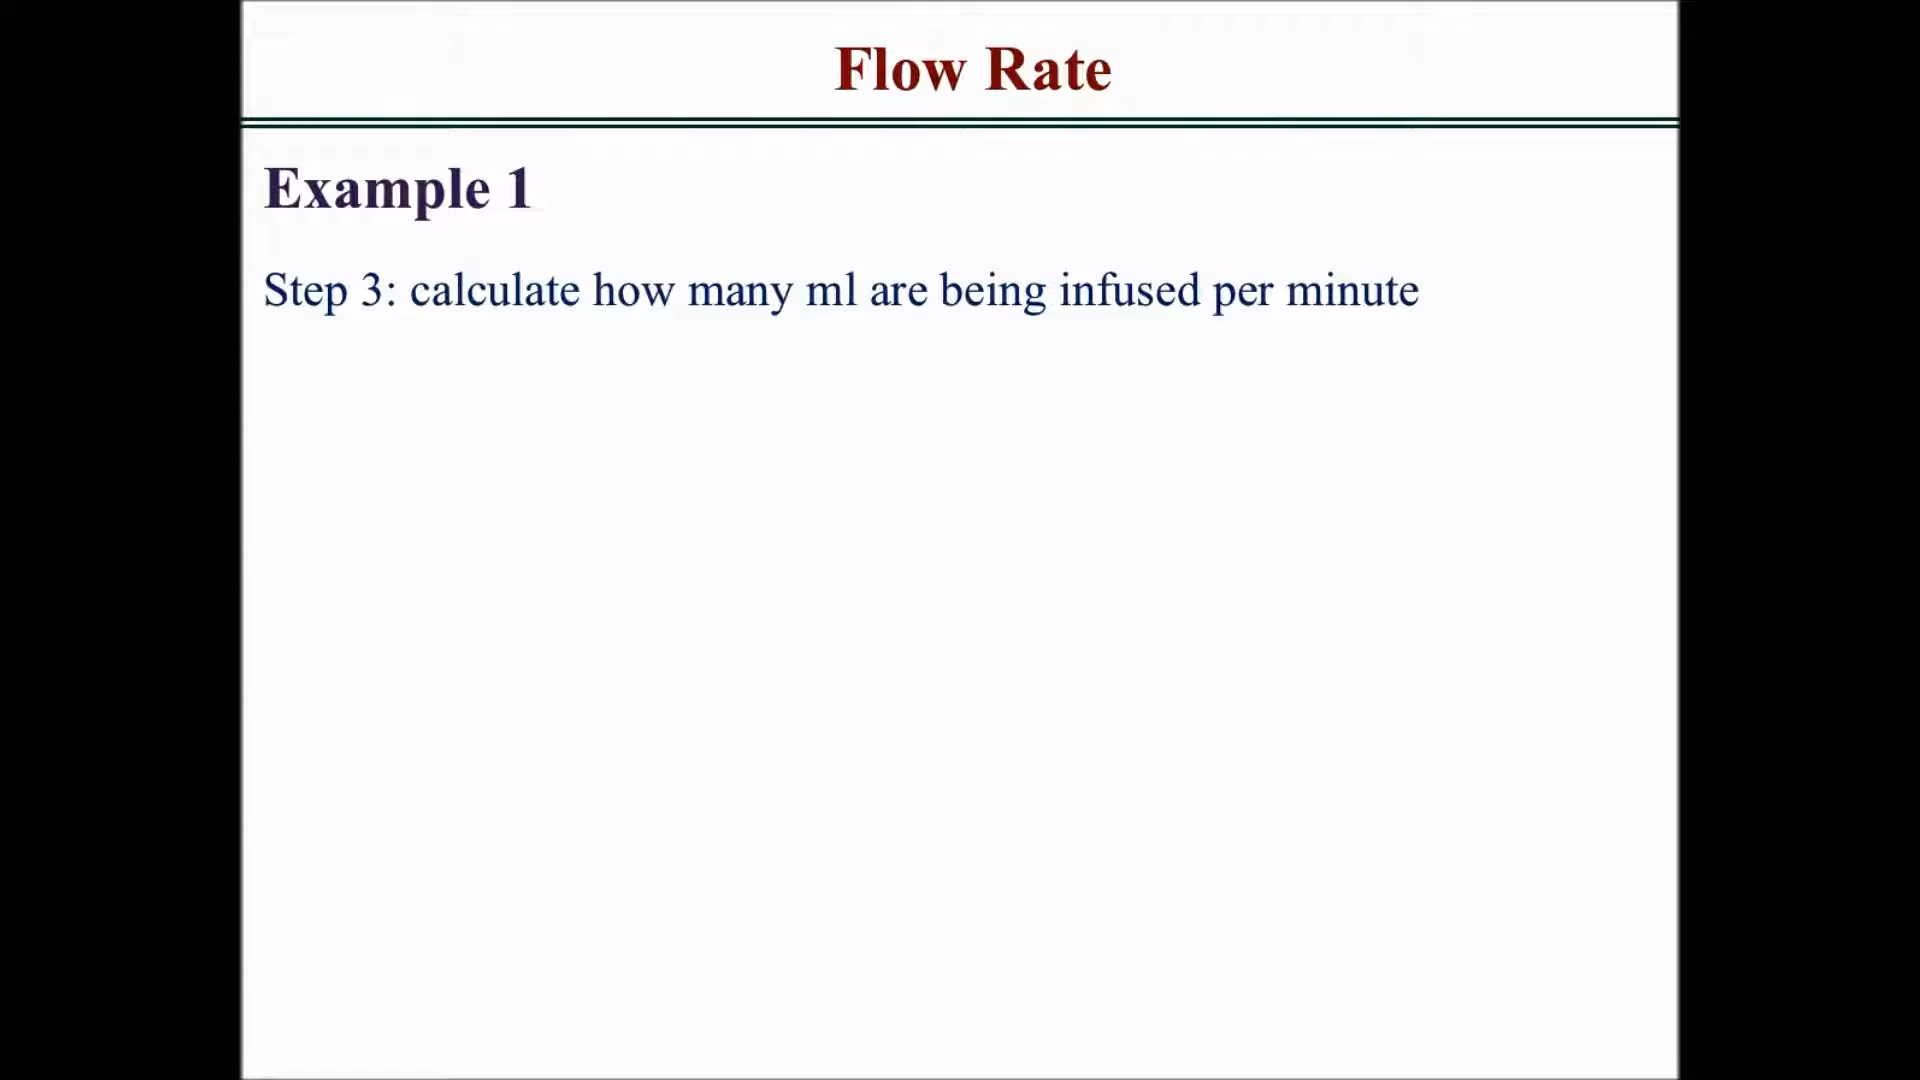 Flow Rate
Example 1
Step 3: calculate how many ml are being infused per minute